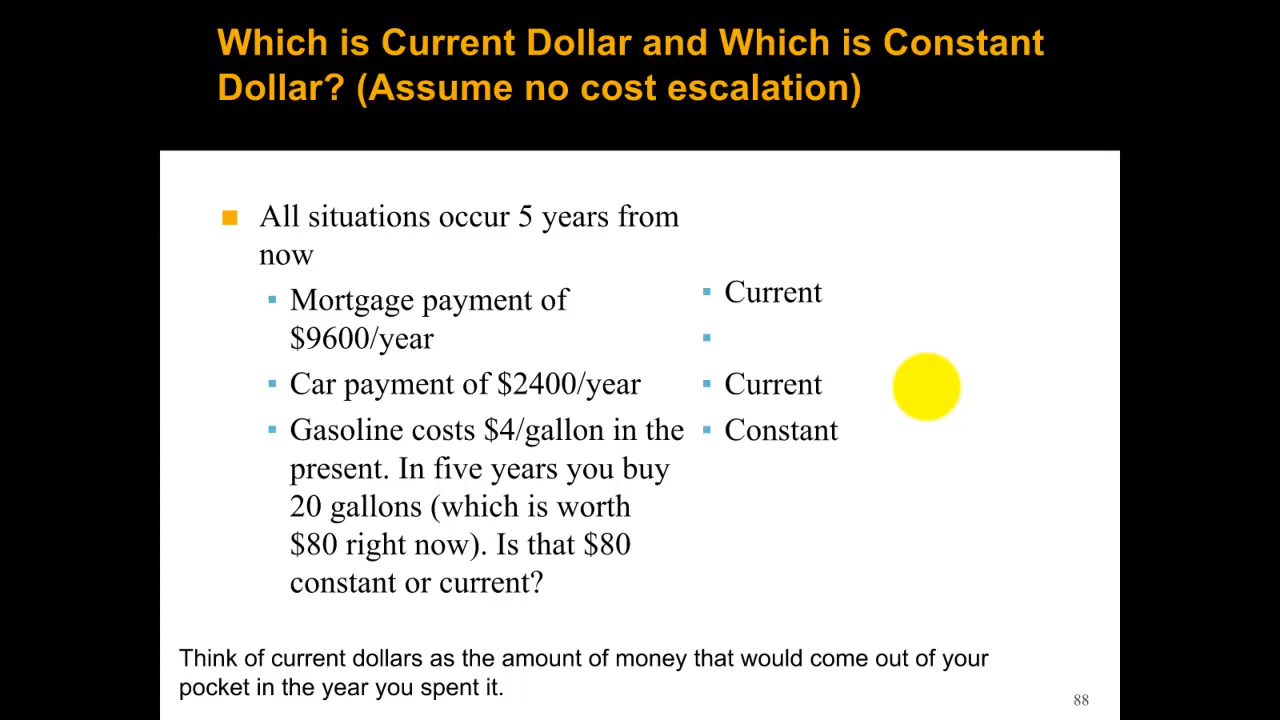 Which is Current Dollar and Which is Constant
Dollar? (Assume no cost escalation)
All situations occur 5 years from
now
Mortgage payment of
$9600/year
Car payment of $2400/year
Gasoline costs $4/gallon in the
present. In five years you buy
20 gallons (which is worth
$80 right now). Is that $80
constant or current?
Current
Current
Constant
Think of current dollars as the amount of money that would come out of your
pocket in the year you spent it.
88